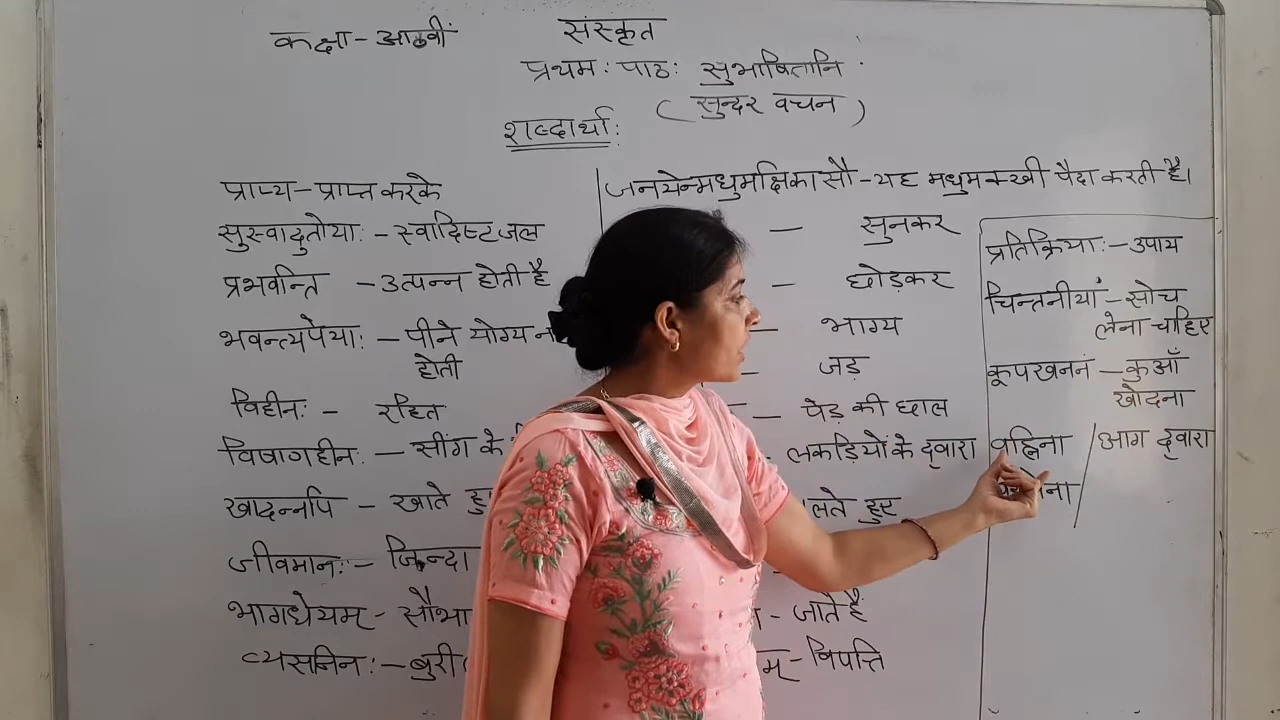 कक्षा - आठवीं
संस्कृत
प्रथम: पाठ: सुभाषितानि
( सुन्दर वचन )
शब्दार्था:
प्राप्य - प्राप्त करके
सुस्वादुतोया: - स्वादिष्ट जल
प्रभवन्ति - उत्पन्न होती है
भवन्त्यपेया: - पीने योग्य
होती
विहीन: - रहित
विषाणहीन: - सींग के
खादन्नपि - खाते
जीवमान: - जिन्दा
भागधेयम् - सौभा
व्यसनिन: - बुरी
जनयेन्मधुमक्षिकासौ - यह मधुमक्खी पैदा करती है।
- सुनकर
- छोड़कर
- भाग्य
- जड़
- पेड़ की छाल
- लकड़ियों के द्वारा
लते हुए
- जाते हैं
म् - विपत्ति
प्रतिक्रिया: - उपाय
चिन्तनीया - सोच
लेना चाहिए
कूपखननं - कुआँ
खोदना
वह्निना / आग द्वारा